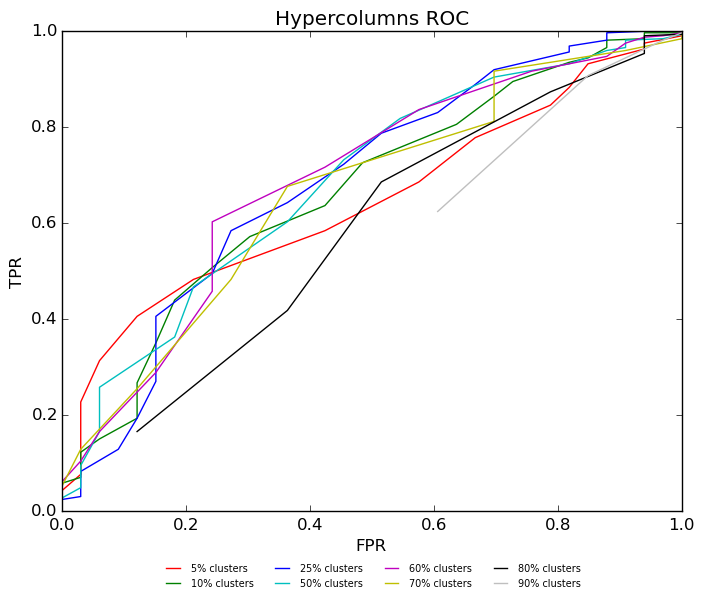 Hypercolumns ROC
1.0
0.8
0.6
0.4
0.2
0.0
TPR
0.0 0.2 0.4 0.6 0.8 1.0
FPR
5% clusters 25% clusters 60% clusters 80% clusters
10% clusters 50% clusters 70% clusters 90% clusters